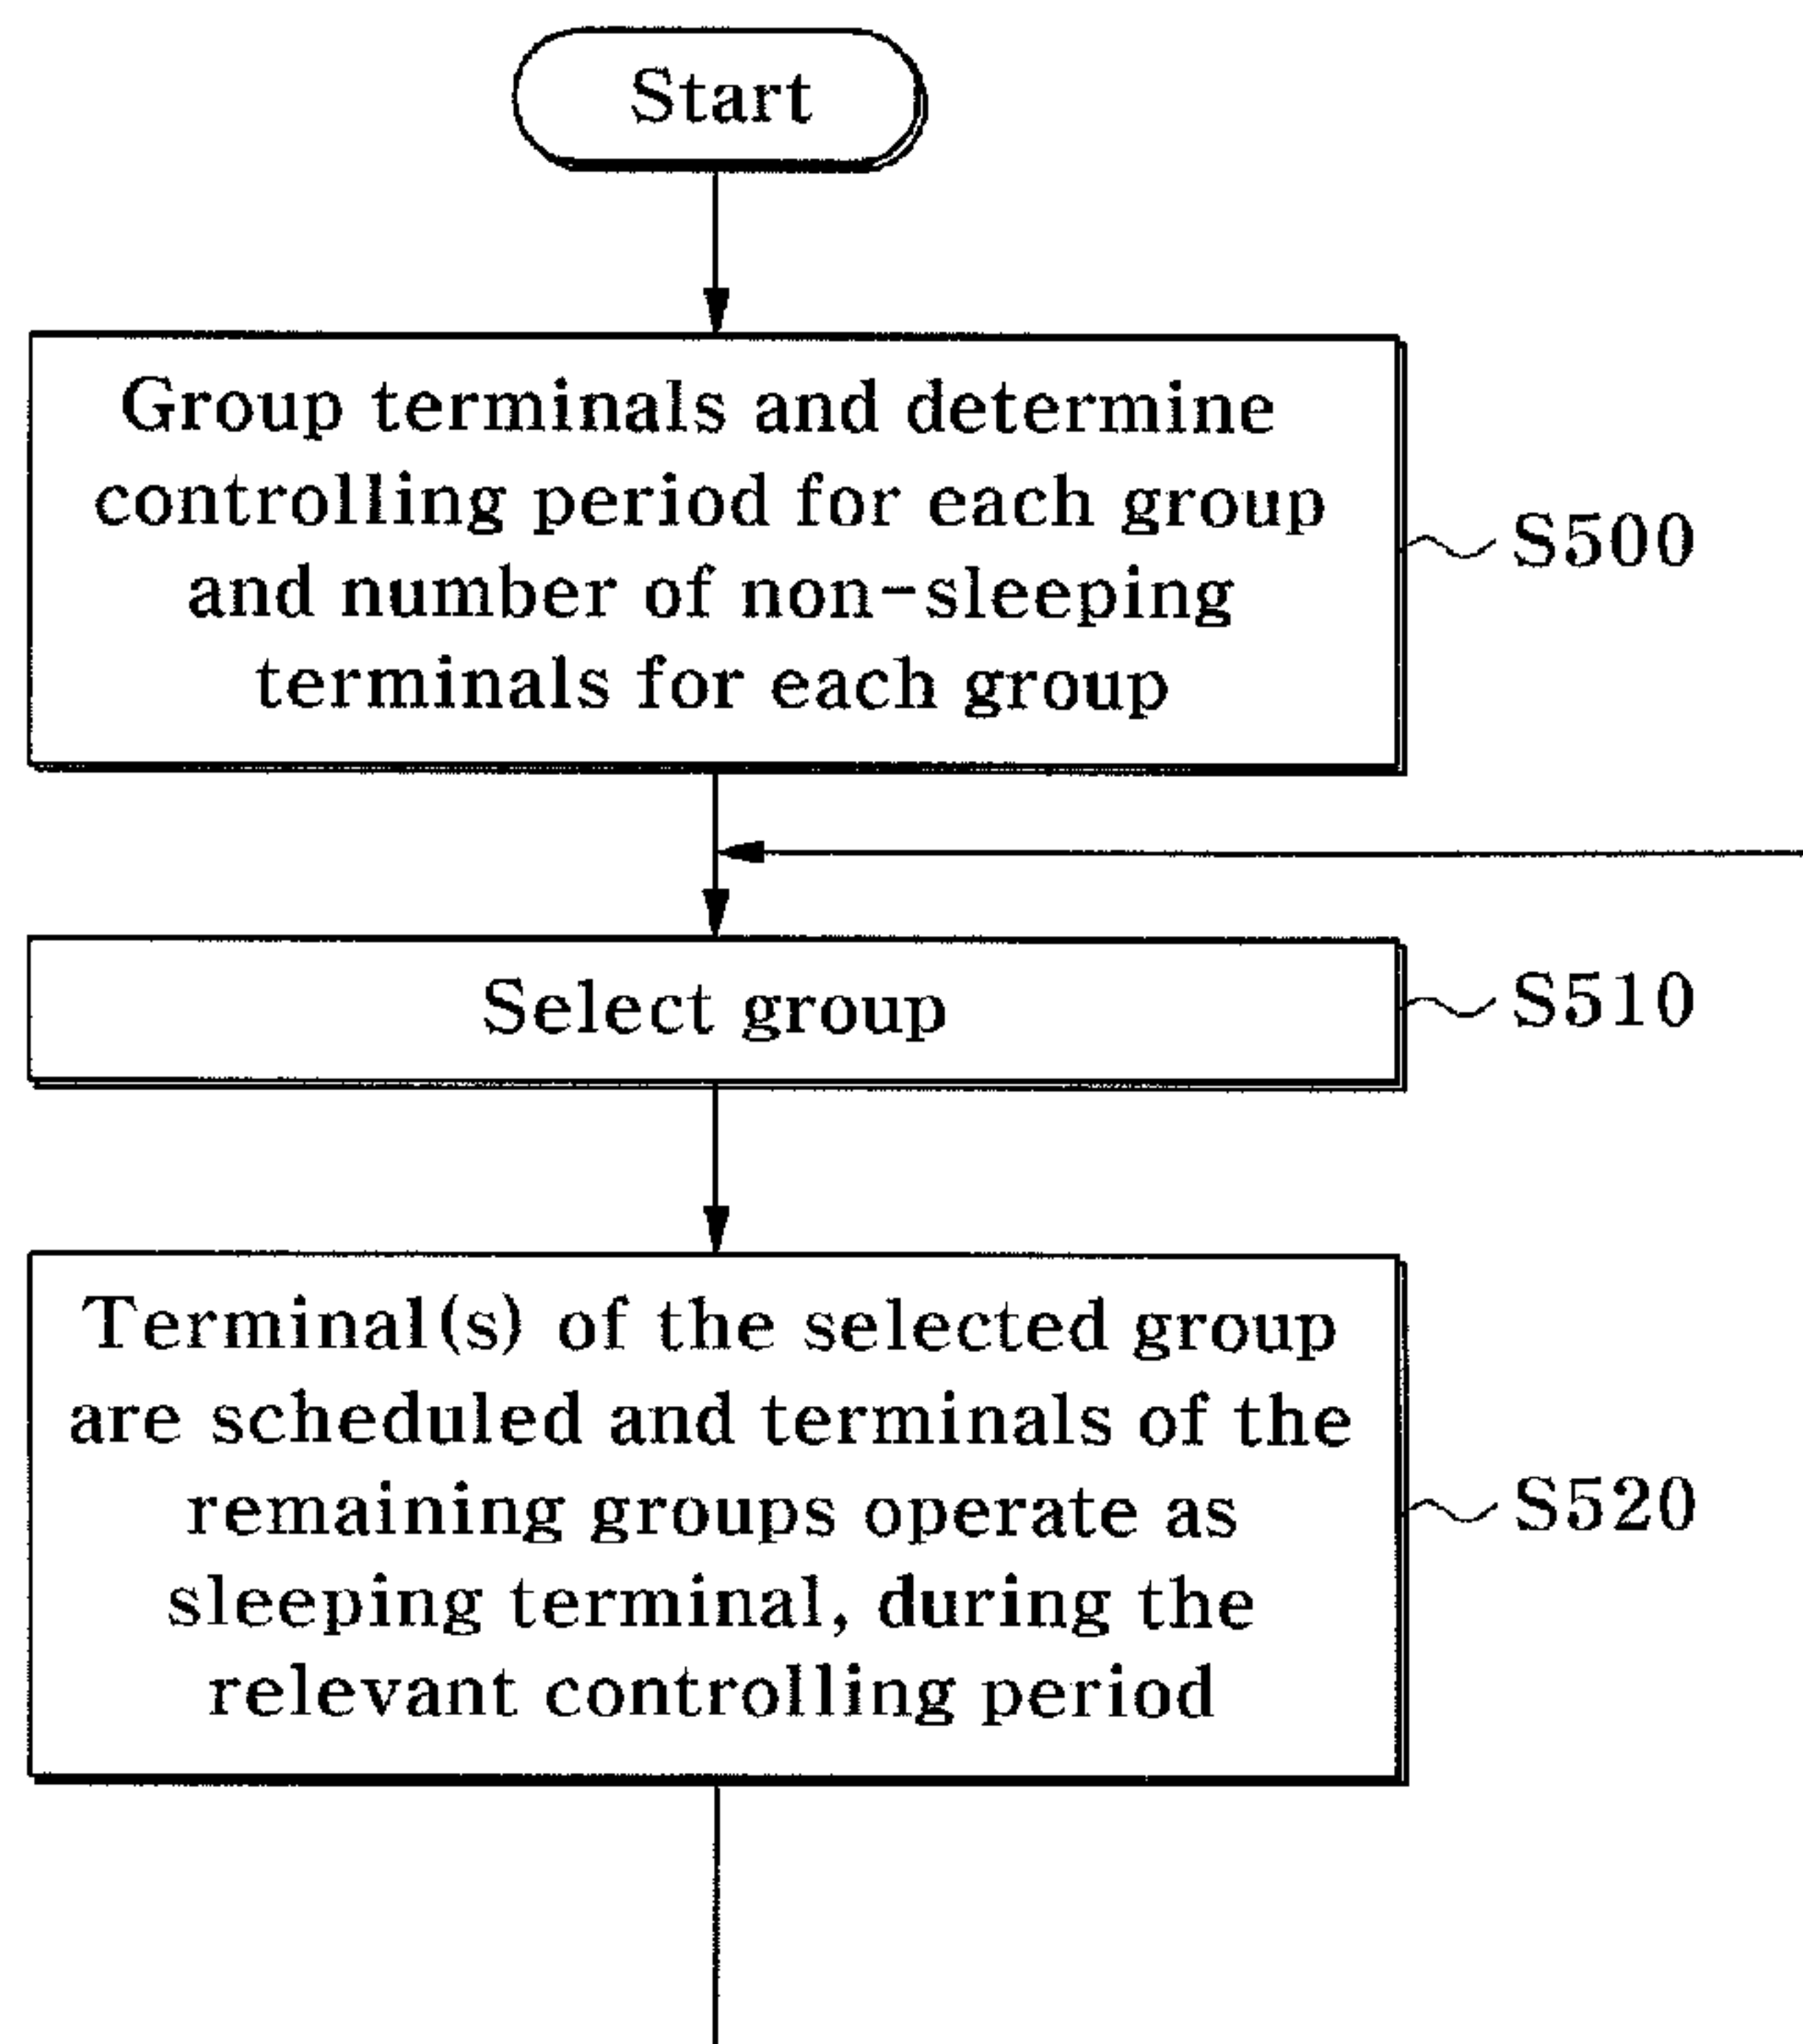 Start
Group terminals and determine
controlling period for each group
and number of non-sleeping
terminals for each group
S500
Select group
S510
Terminal(s) of the selected group
are scheduled and terminals of the
remaining groups operate as
sleeping terminal, during the
relevant controlling period
S520